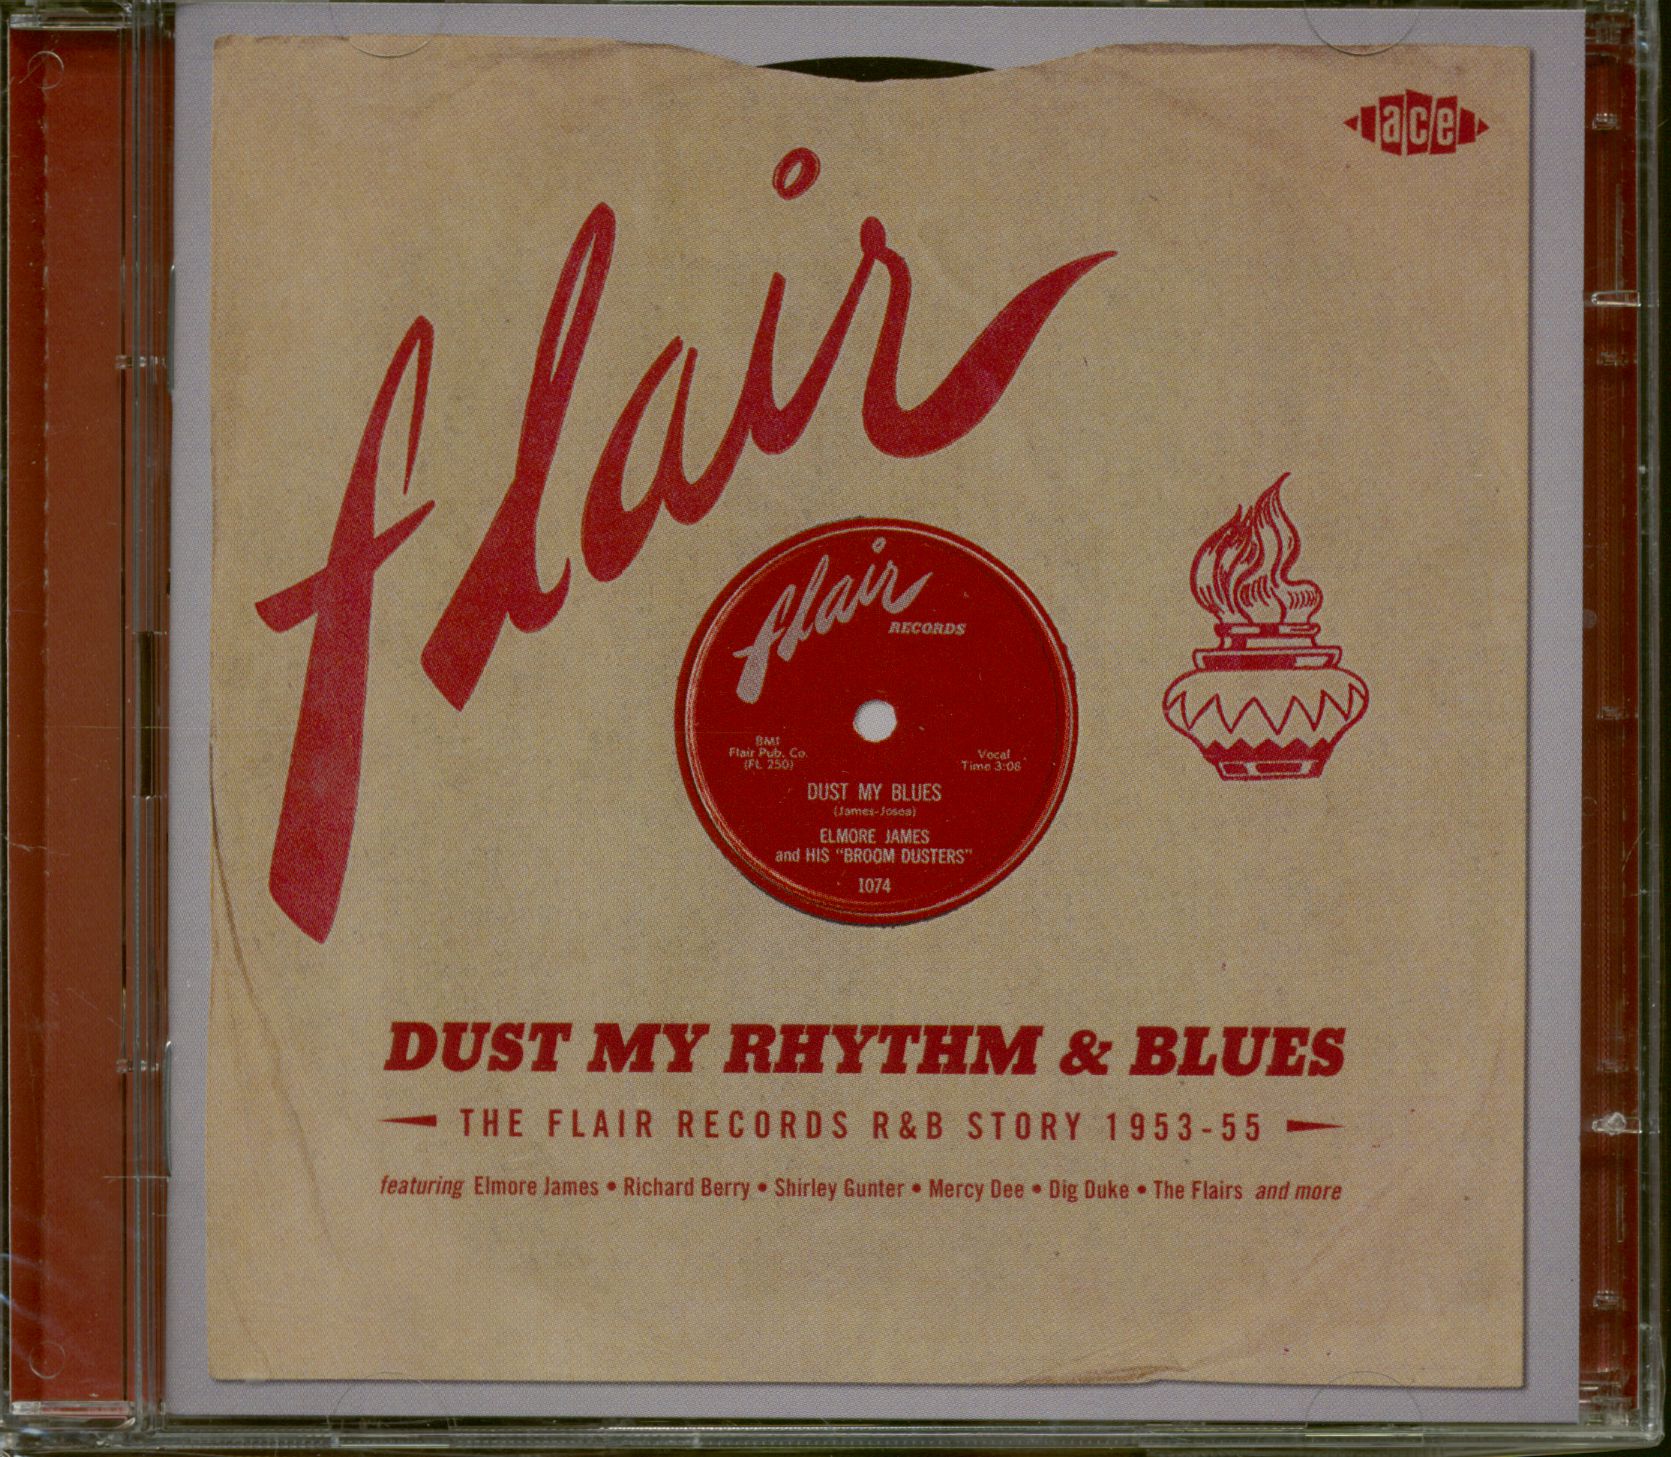 ace
flair
flair
RECORDS
BMI
Flair Pub. Co.
(FL 250)
Vocal
Time 3:08
DUST MY BLUES
(James-Josea)
ELMORE JAMES
and HIS "BROOM DUSTERS"
1074
DUST MY RHYTHM & BLUES
THE FLAIR RECORDS R&B STORY 1953-55
featuring Elmore James • Richard Berry • Shirley Gunter • Mercy Dee • Dig Duke • The Flairs and more